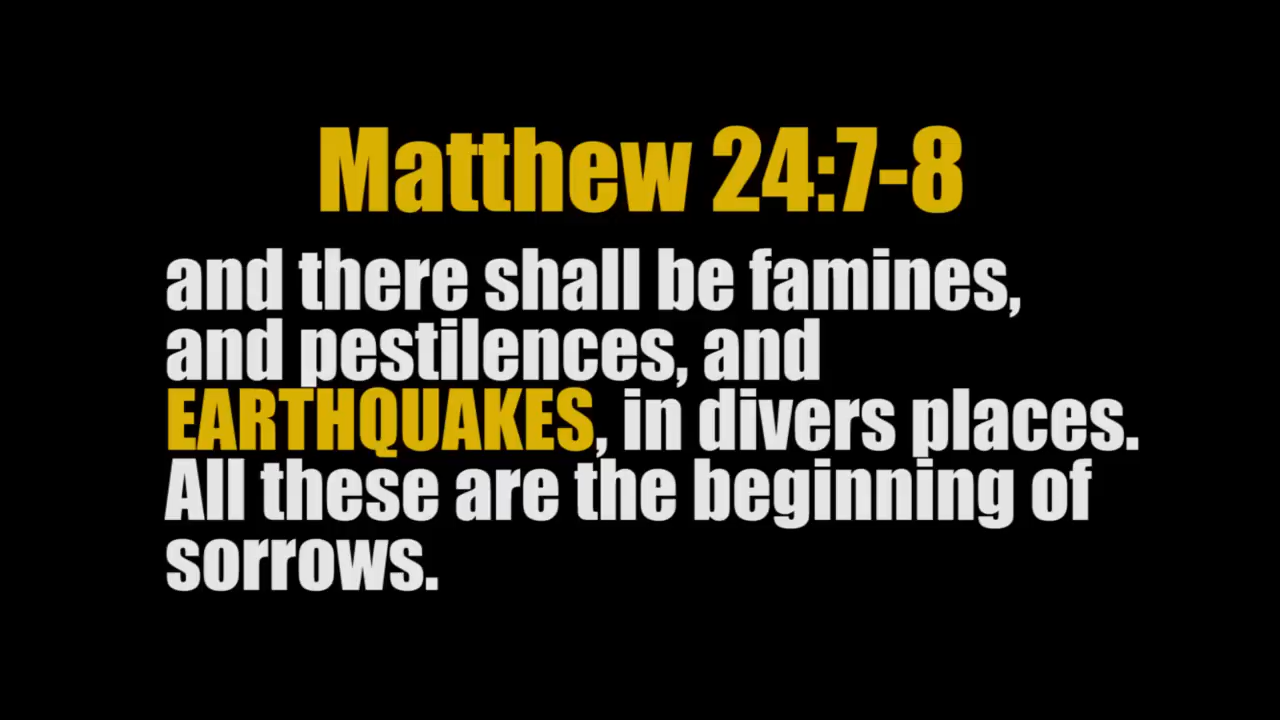 Matthew 24:7-8
and there shall be famines,
and pestilences, and
EARTHQUAKES, in divers places.
All these are the beginning of
sorrows.